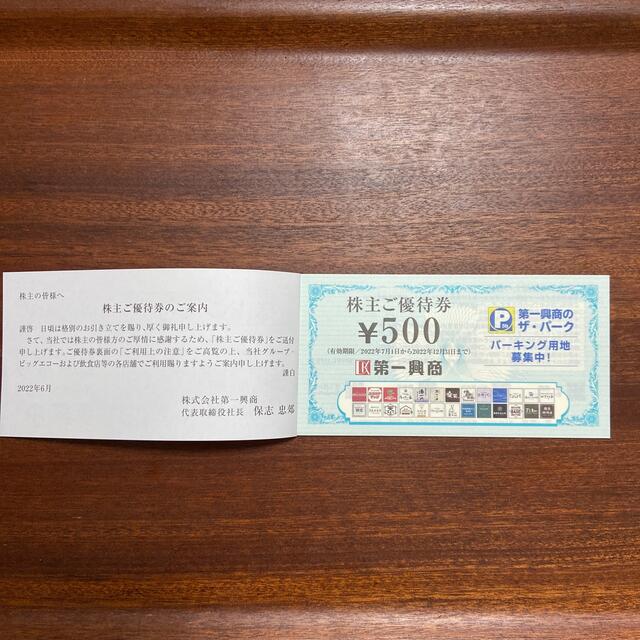 株主の皆様へ
株主ご優待券のご案内
謹啓　日頃は格別のお引き立てを賜り、厚く御礼申し上げます。
さて、当社では株主の皆様方のご厚情に感謝するため、「株主ご優待券」をご送付
申し上げます。ご優待券裏面の「ご利用上の注意」をご高覧の上、当社グループ・
ビッグエコーおよび飲食店等の各店舗でご利用賜りますようご案内申し上げます。
謹白
2022年6月
株式会社第一興商
代表取締役社長　保志 忠郊
株主ご優待券
¥500
(有効期限／2022年7月1日から2022年12月31日まで)
DK 第一興商
P
第一興商の
ザ・パーク
パーキング用地
募集中!